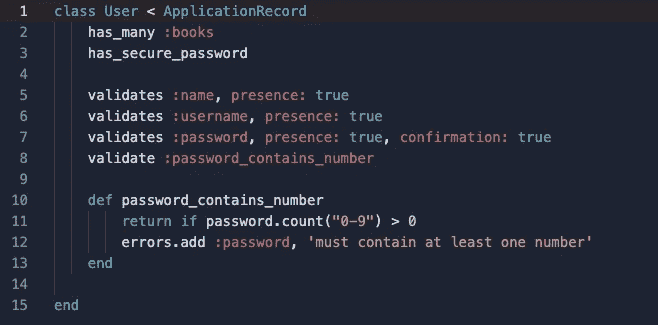 1 class User < ApplicationRecord
2 has_many :books
3 has_secure_password
4
5 validates :name, presence: true
6 validates :username, presence: true
7 validates :password, presence: true, confirmation: true
8 validate :password_contains_number
9
10 def password_contains_number
11 return if password.count("0-9") > 0
12 errors.add :password, 'must contain at least one number'
13 end
14
15 end